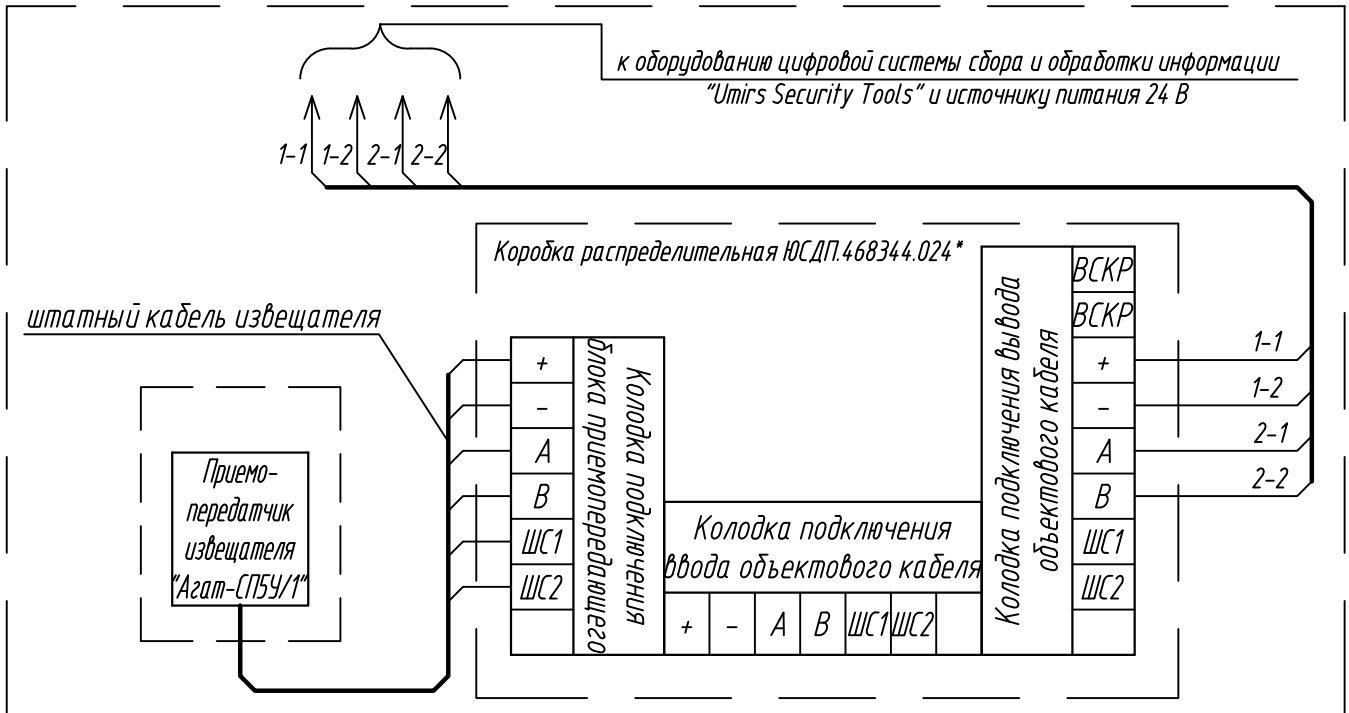 к оборудованию цифровой системы сбора и обработки информации
"Umirs Security Tools" и источнику питания 24 В
1-1
1-2
2-1
2-2
Коробка распределительная ЮСДП.468344.024*
штатный кабель извещателя
Приемо-
передатчик
извещателя
"Агат-СП5У/1"
+
-
А
В
ШС1
ШС2
Колодка подключения
блока приемопередающего
Колодка подключения
ввода объектового кабеля
+
-
А
В
ШС1
ШС2
Колодка подключения вывода
объектового кабеля
ВСКР
ВСКР
+
-
А
В
ШС1
ШС2
1-1
1-2
2-1
2-2